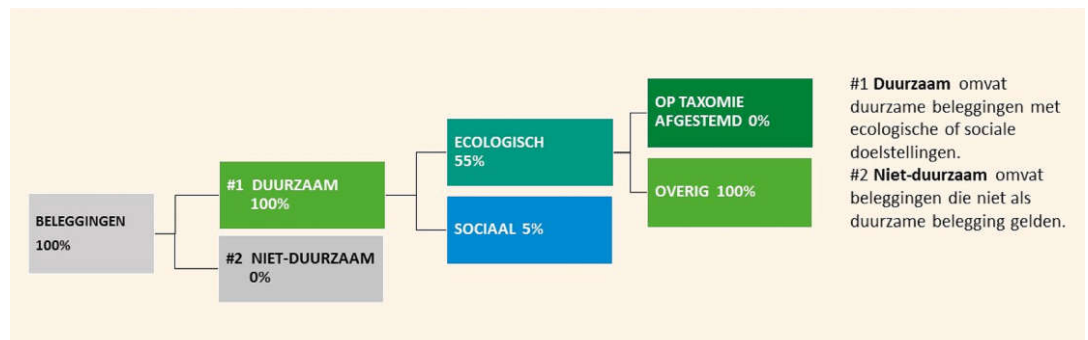 BELEGGINGEN
100%
#1 DUURZAAM
100%
#2 NIET-DUURZAAM
0%
ECOLOGISCH
55%
SOCIAAL 5%
OP TAXOMIE
AFGESTEMD 0%
OVERIG 100%
#1 Duurzaam omvat
duurzame beleggingen met
ecologische of sociale
doelstellingen.
#2 Niet-duurzaam omvat
beleggingen die niet als
duurzame belegging gelden.